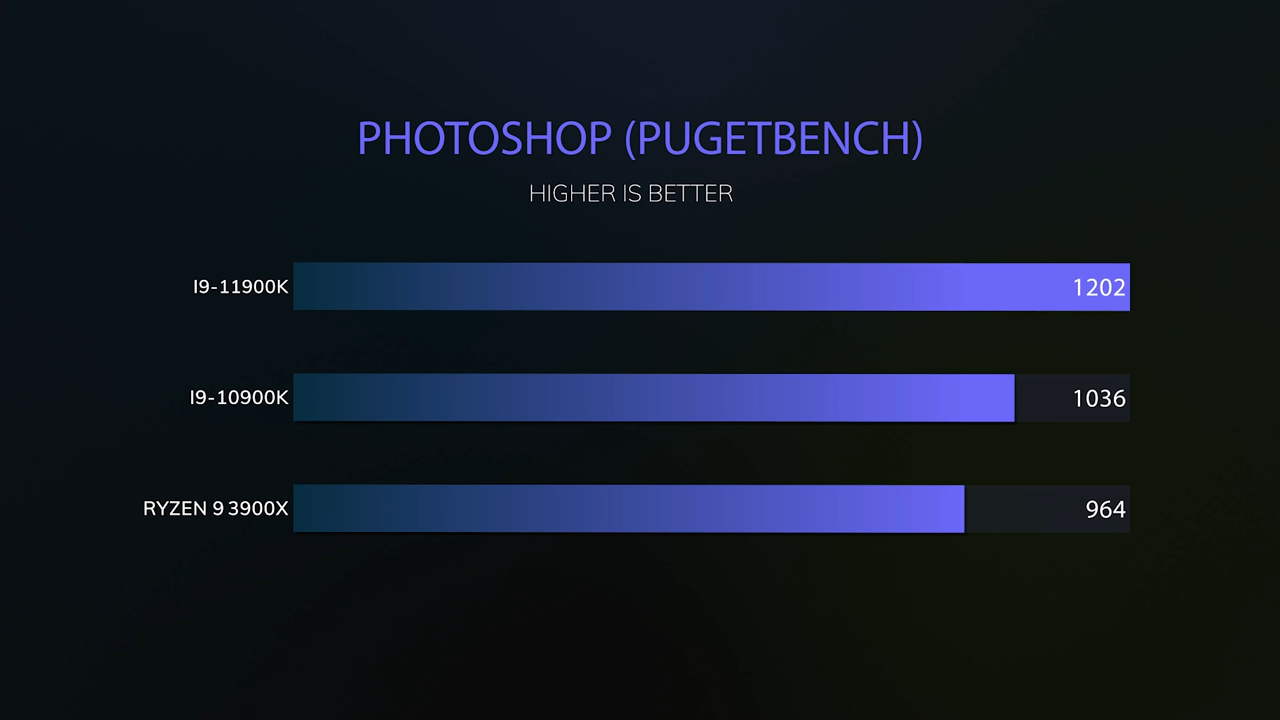 PHOTOSHOP (PUGETBENCH)
HIGHER IS BETTER
I9-11900K 1202
I9-10900K 1036
RYZEN 9 3900X 964